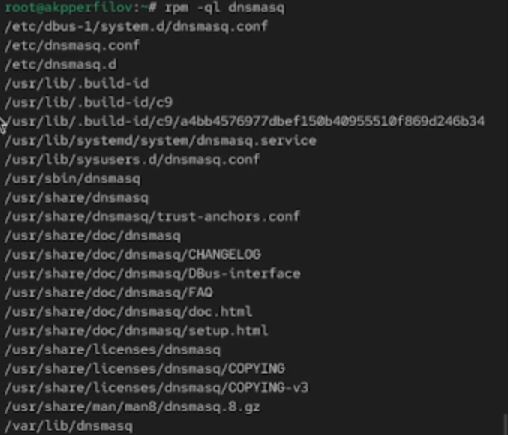 root@akpperfilov:~# rpm -ql dnsmasq
/etc/dbus-1/system.d/dnsmasq.conf
/etc/dnsmasq.conf
/etc/dnsmasq.d
/usr/lib/.build-id
/usr/lib/.build-id/c9
/usr/lib/.build-id/c9/a4bb4576977dbef150b40955510f869d246b34
/usr/lib/systemd/system/dnsmasq.service
/usr/lib/sysusers.d/dnsmasq.conf
/usr/sbin/dnsmasq
/usr/share/dnsmasq
/usr/share/dnsmasq/trust-anchors.conf
/usr/share/doc/dnsmasq
/usr/share/doc/dnsmasq/CHANGELOG
/usr/share/doc/dnsmasq/DBus-interface
/usr/share/doc/dnsmasq/FAQ
/usr/share/doc/dnsmasq/doc.html
/usr/share/doc/dnsmasq/setup.html
/usr/share/licenses/dnsmasq
/usr/share/licenses/dnsmasq/COPYING
/usr/share/licenses/dnsmasq/COPYING-v3
/usr/share/man/man8/dnsmasq.8.gz
/var/lib/dnsmasq